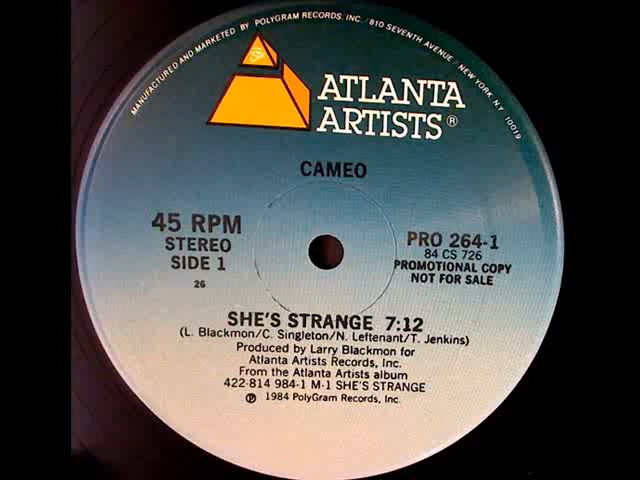 MANUFACTURED AND MARKETED BY POLYGRAM RECORDS, INC. / 810 SEVENTH AVENUE / NEW YORK, NY 10019
ATLANTA
ARTISTS®
CAMEO
45 RPM
STEREO
SIDE 1
26
PRO 264-1
84 CS 726
PROMOTIONAL COPY
NOT FOR SALE
SHE'S STRANGE 7:12
(L. Blackmon/C. Singleton/N. Leftenant/T. Jenkins)
Produced by Larry Blackmon for
Atlanta Artists Records, Inc.
From the Atlanta Artists album
422-814 984-1 M-1 SHE'S STRANGE
℗ 1984 PolyGram Records, Inc.